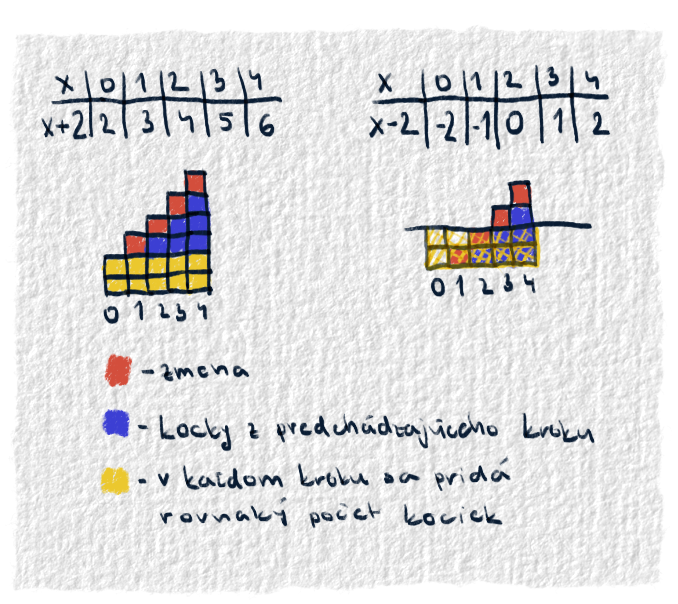 x 0 1 2 3 4
x+2 2 3 4 5 6
x 0 1 2 3 4
x-2 -2 -1 0 1 2
0 1 2 3 4
0 1 2 3 4
- zmena
- kocky z predchádzajúceho kroku
- v každom kroku sa pridá
rovnaký počet kociek